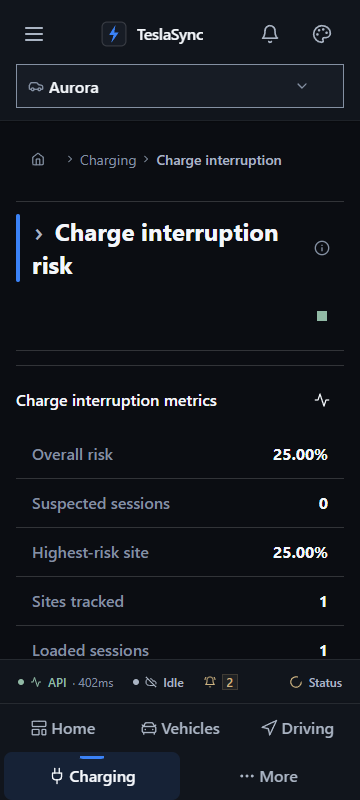 TeslaSync
Aurora
Charging
Charge interruption
Charge interruption
risk
Charge interruption metrics
Overall risk 25.00%
Suspected sessions 0
Highest-risk site 25.00%
Sites tracked 1
Loaded sessions 1
API · 402ms Idle 2 Status
Home Vehicles Driving
Charging More